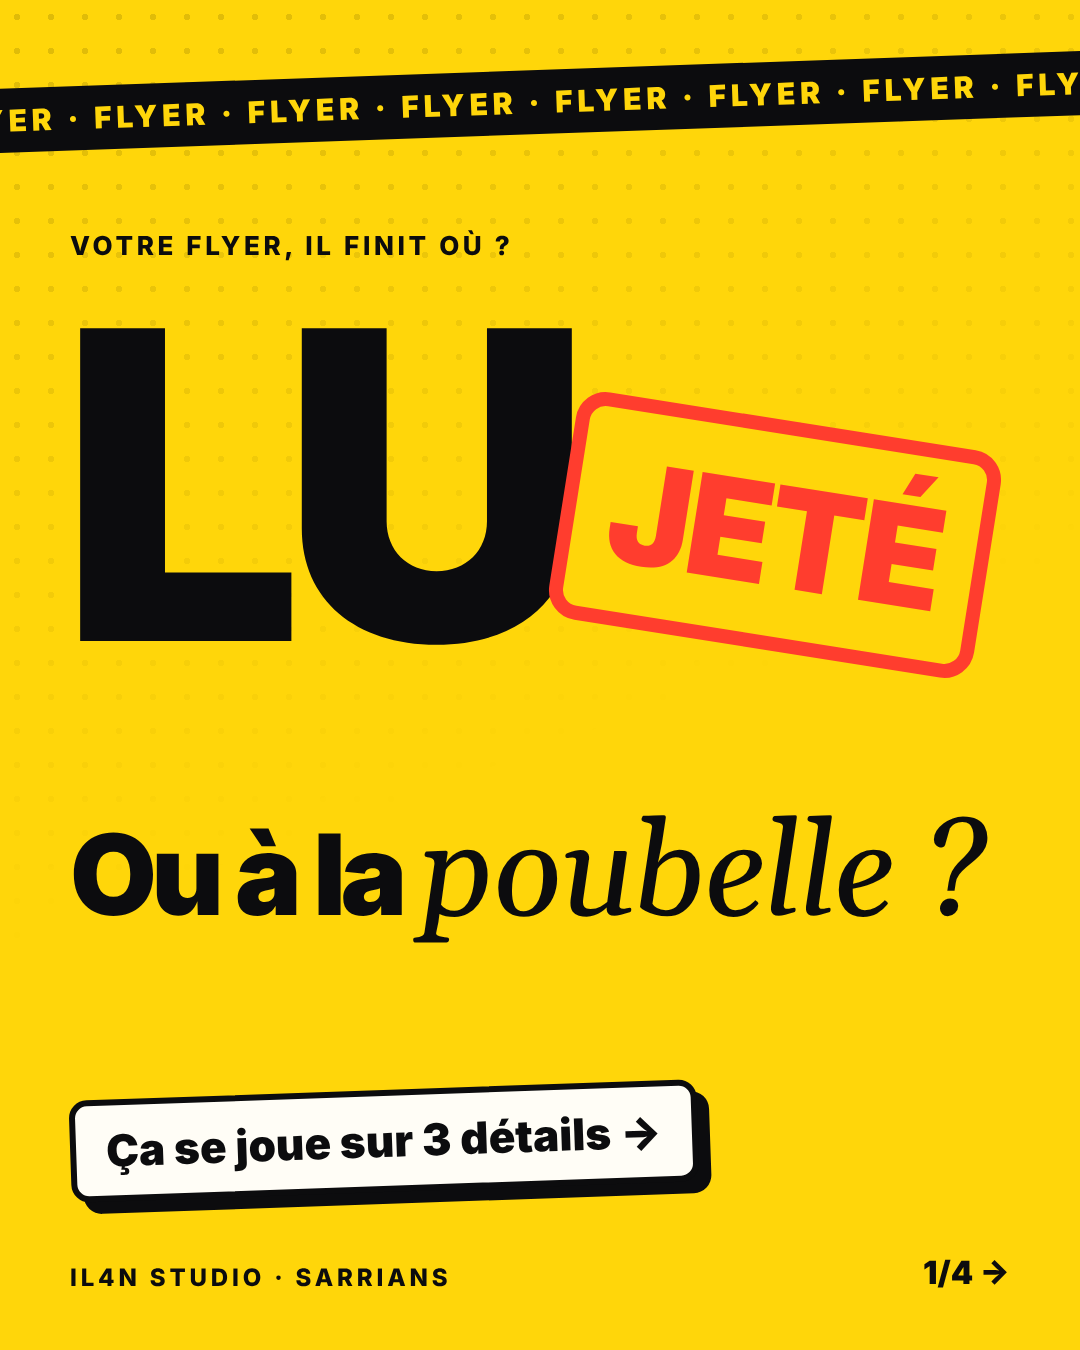 YER · FLYER · FLYER · FLYER · FLYER · FLYER · FLYER · FLY
VOTRE FLYER, IL FINIT OÙ ?
LU
JETÉ
Ou à la poubelle ?
Ça se joue sur 3 détails →
IL4N STUDIO · SARRIANS
1/4 →